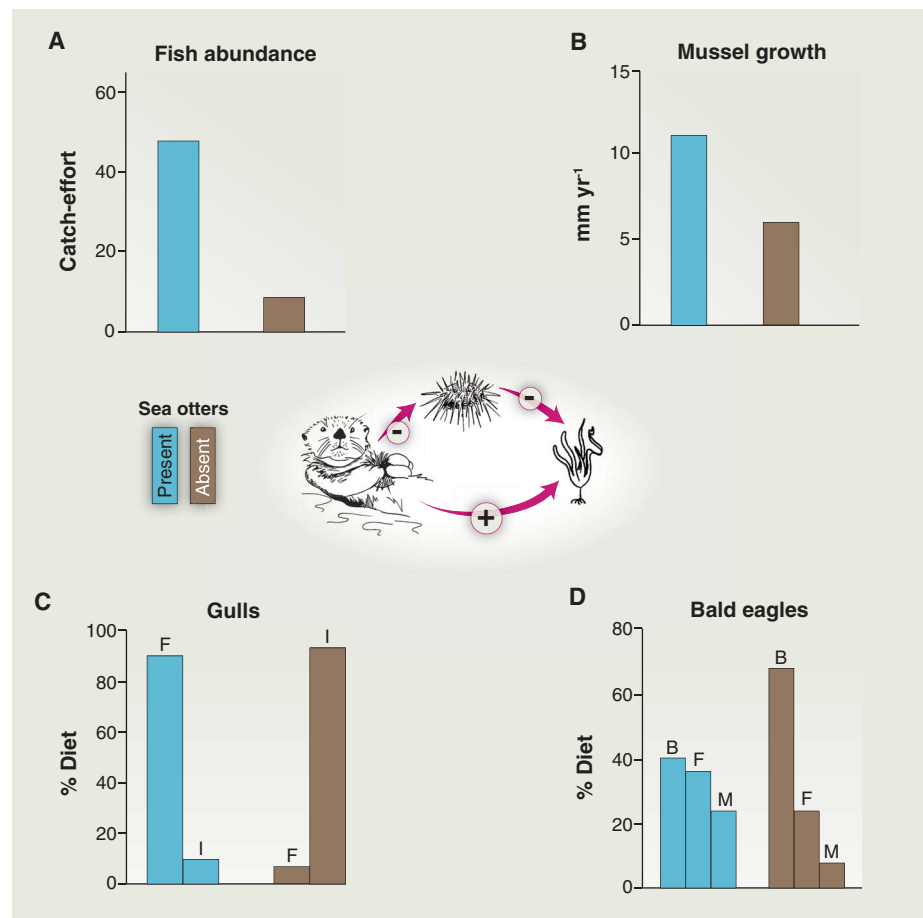 A
Fish abundance
60
40
20
0
Catch-effort
B
Mussel growth
15
10
5
0
mm yr-1
Sea otters
Present
Absent
-
-
+
C
Gulls
100
80
60
40
20
0
% Diet
F
I
F
I
D
Bald eagles
80
60
40
20
0
% Diet
B
F
M
B
F
M